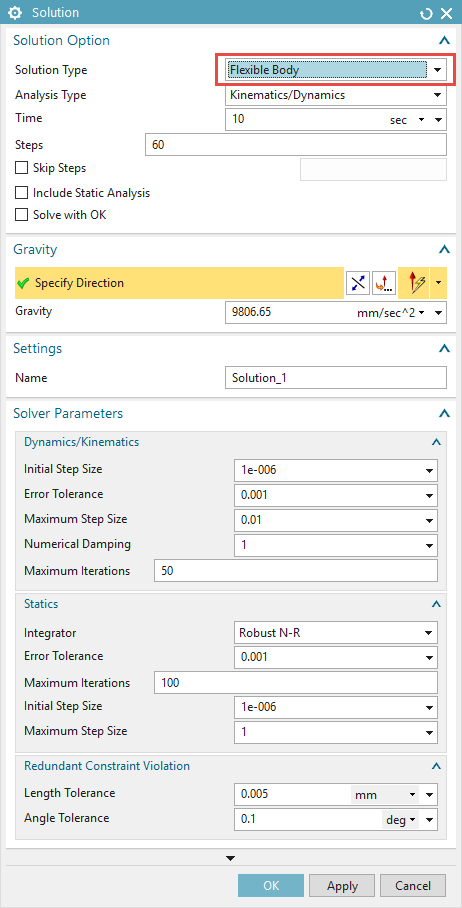 Solution
Solution Option
Solution Type Flexible Body
Analysis Type Kinematics/Dynamics
Time 10 sec
Steps 60
Skip Steps
Include Static Analysis
Solve with OK
Gravity
Specify Direction
Gravity 9806.65 mm/sec^2
Settings
Name Solution_1
Solver Parameters
Dynamics/Kinematics
Initial Step Size 1e-006
Error Tolerance 0.001
Maximum Step Size 0.01
Numerical Damping 1
Maximum Iterations 50
Statics
Integrator Robust N-R
Error Tolerance 0.001
Maximum Iterations 100
Initial Step Size 1e-006
Maximum Step Size 1
Redundant Constraint Violation
Length Tolerance 0.005 mm
Angle Tolerance 0.1 deg
OK Apply Cancel